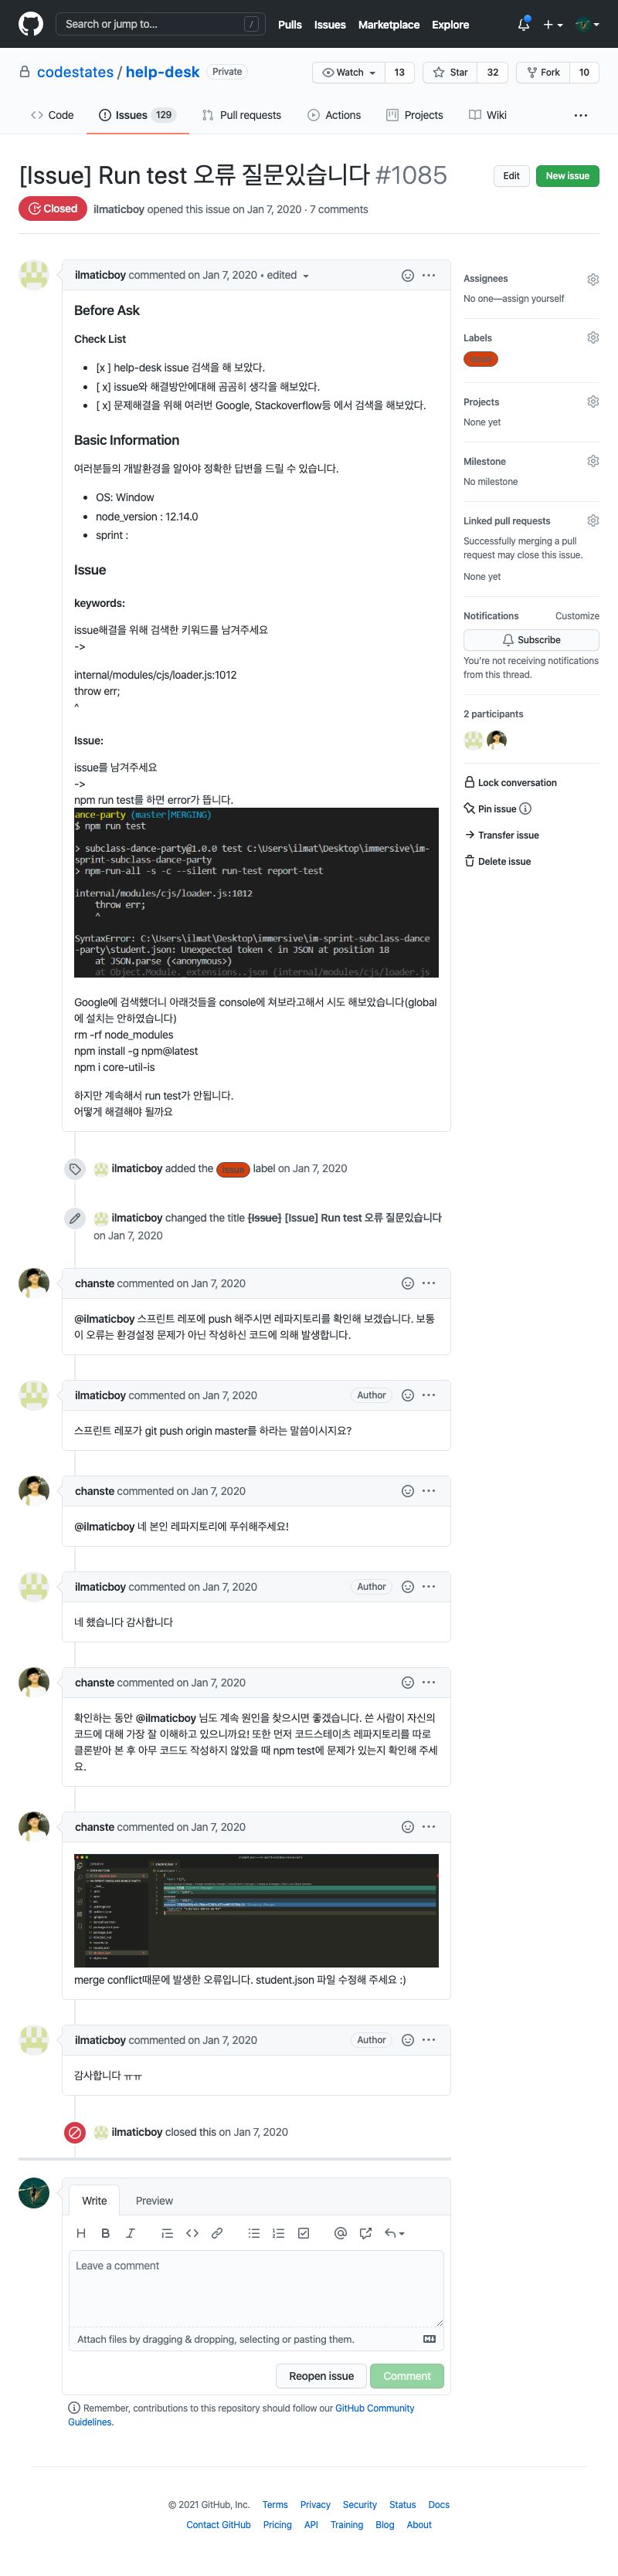 Search or jump to... /
Pulls Issues Marketplace Explore
codestates / help-desk Private
Watch 13 Star 32 Fork 10
Code Issues 129 Pull requests Actions Projects Wiki
[Issue] Run test 오류 질문있습니다 #1085
Edit New issue
Closed ilmaticboy opened this issue on Jan 7, 2020 · 7 comments
ilmaticboy commented on Jan 7, 2020 • edited
Before Ask
Check List
[x ] help-desk issue 검색을 해 보았다.
[ x] issue와 해결방안에대해 곰곰히 생각을 해보았다.
[ x] 문제해결을 위해 여러번 Google, Stackoverflow등 에서 검색을 해보았다.
Basic Information
여러분들의 개발환경을 알아야 정확한 답변을 드릴 수 있습니다.
OS: Window
node_version : 12.14.0
sprint :
Issue
keywords:
issue해결을 위해 검색한 키워드를 남겨주세요
->
internal/modules/cjs/loader.js:1012
throw err;
^
Issue:
issue를 남겨주세요
->
npm run test를 하면 error가 뜹니다.
ance-party (master|MERGING)
$ npm run test
> subclass-dance-party@1.0.0 test C:\Users\ilmat\Desktop\immersive\im-
sprint-subclass-dance-party
> npm-run-all -s -c --silent run-test report-test
internal/modules/cjs/loader.js:1012
throw err;
^
SyntaxError: C:\Users\ilmat\Desktop\immersive\im-sprint-subclass-dance
-party\student.json: Unexpected token < in JSON at position 18
at JSON.parse (<anonymous>)
at Object.Module._extensions..json (internal/modules/cjs/loader.js
Google에 검색했더니 아래것들을 console에 쳐보라고해서 시도 해보았습니다(global
에 설치는 안하였습니다)
rm -rf node_modules
npm install -g npm@latest
npm i core-util-is
하지만 계속해서 run test가 안됩니다.
어떻게 해결해야 될까요
ilmaticboy added the issue label on Jan 7, 2020
ilmaticboy changed the title [Issue] [Issue] Run test 오류 질문있습니다
on Jan 7, 2020
chanste commented on Jan 7, 2020
@ilmaticboy 스프린트 레포에 push 해주시면 레파지토리를 확인해 보겠습니다. 보통
이 오류는 환경설정 문제가 아닌 작성하신 코드에 의해 발생합니다.
ilmaticboy commented on Jan 7, 2020 Author
스프린트 레포가 git push origin master를 하라는 말씀이시지요?
chanste commented on Jan 7, 2020
@ilmaticboy 네 본인 레파지토리에 푸쉬해주세요!
ilmaticboy commented on Jan 7, 2020 Author
네 했습니다 감사합니다
chanste commented on Jan 7, 2020
확인하는 동안 @ilmaticboy 님도 계속 원인을 찾으시면 좋겠습니다. 쓴 사람이 자신의
코드에 대해 가장 잘 이해하고 있으니까요! 또한 먼저 코드스테이츠 레파지토리를 따로
클론받아 본 후 아무 코드도 작성하지 않았을 때 npm test에 문제가 있는지 확인해 주세
요.
chanste commented on Jan 7, 2020
merge conflict때문에 발생한 오류입니다. student.json 파일 수정해 주세요 :)
ilmaticboy commented on Jan 7, 2020 Author
감사합니다 ㅠㅠ
ilmaticboy closed this on Jan 7, 2020
Write Preview
Leave a comment
Attach files by dragging & dropping, selecting or pasting them.
Reopen issue Comment
Remember, contributions to this repository should follow our GitHub Community
Guidelines.
Assignees
No one—assign yourself
Labels
issue
Projects
None yet
Milestone
No milestone
Linked pull requests
Successfully merging a pull
request may close this issue.
None yet
Notifications Customize
Subscribe
You're not receiving notifications
from this thread.
2 participants
Lock conversation
Pin issue
Transfer issue
Delete issue
© 2021 GitHub, Inc. Terms Privacy Security Status Docs
Contact GitHub Pricing API Training Blog About